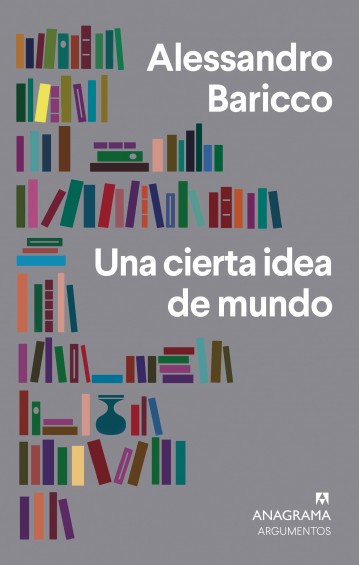 Alessandro
Baricco
Una cierta idea
de mundo
ANAGRAMA
ARGUMENTOS